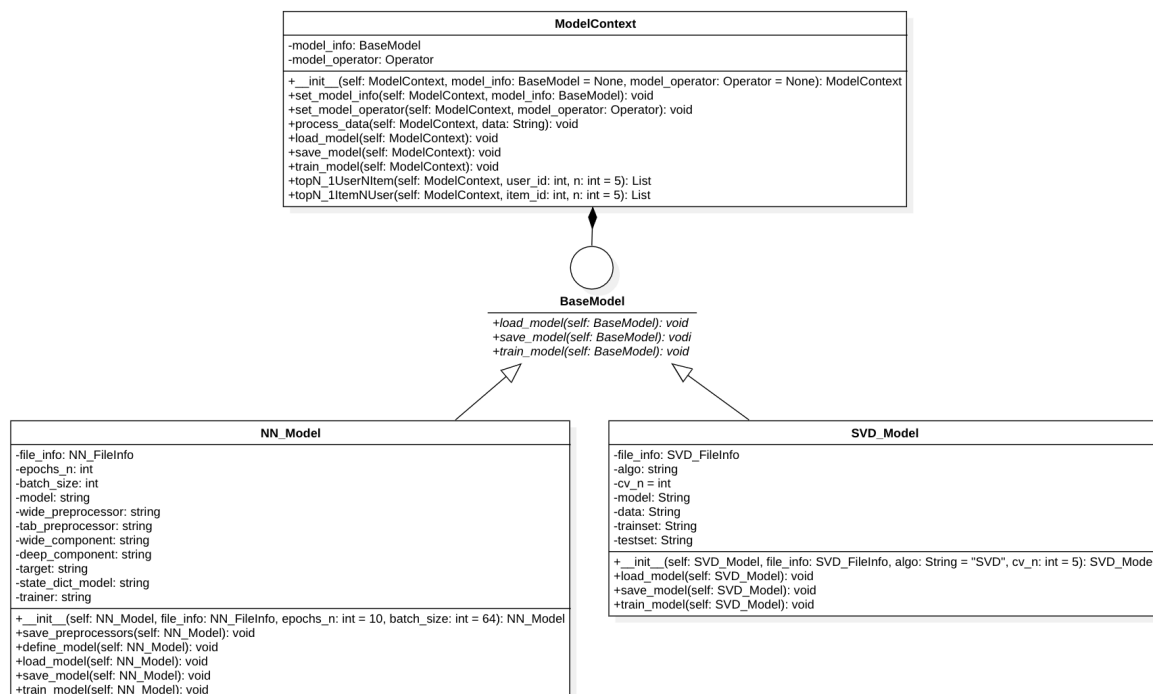 ModelContext
-model_info: BaseModel
-model_operator: Operator
+__init__(self: ModelContext, model_info: BaseModel = None, model_operator: Operator = None): ModelContext
+set_model_info(self: ModelContext, model_info: BaseModel): void
+set_model_operator(self: ModelContext, model_operator: Operator): void
+process_data(self: ModelContext, data: String): void
+load_model(self: ModelContext): void
+save_model(self: ModelContext): void
+train_model(self: ModelContext): void
+topN_1UserNItem(self: ModelContext, user_id: int, n: int = 5): List
+topN_1ItemNUser(self: ModelContext, item_id: int, n: int = 5): List
BaseModel
+load_model(self: BaseModel): void
+save_model(self: BaseModel): vodi
+train_model(self: BaseModel): void
NN_Model
-file_info: NN_FileInfo
-epochs_n: int
-batch_size: int
-model: string
-wide_preprocessor: string
-tab_preprocessor: string
-wide_component: string
-deep_component: string
-target: string
-state_dict_model: string
-trainer: string
+__init__(self: NN_Model, file_info: NN_FileInfo, epochs_n: int = 10, batch_size: int = 64): NN_Model
+save_preprocessors(self: NN_Model): void
+define_model(self: NN_Model): void
+load_model(self: NN_Model): void
+save_model(self: NN_Model): void
+train_model(self: NN_Model): void
SVD_Model
-file_info: SVD_FileInfo
-algo: string
-cv_n = int
-model: String
-data: String
-trainset: String
-testset: String
+__init__(self: SVD_Model, file_info: SVD_FileInfo, algo: String = "SVD", cv_n: int = 5): SVD_Mode
+load_model(self: SVD_Model): void
+save_model(self: SVD_Model): void
+train_model(self: SVD_Model): void